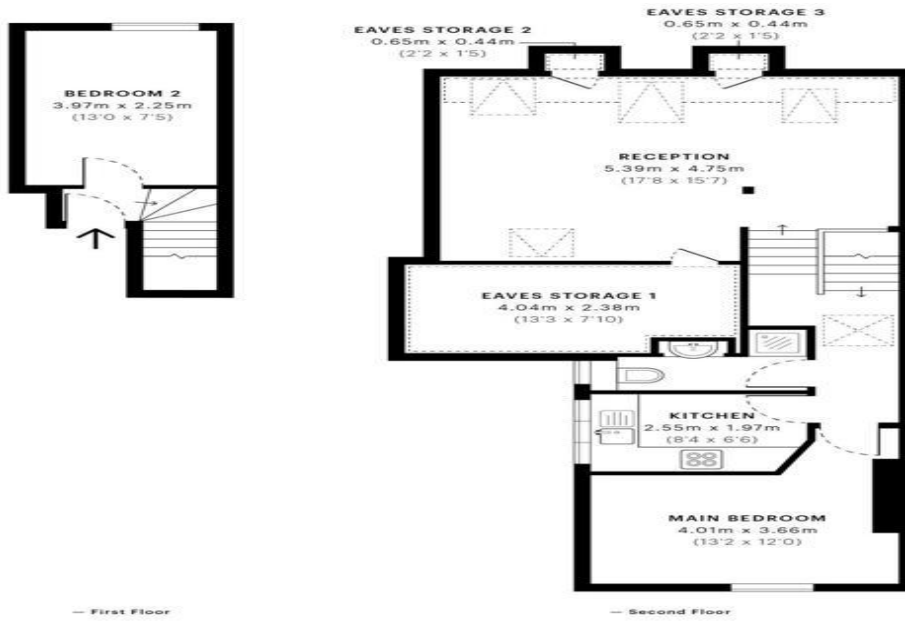 BEDROOM 2
3.97m x 2.25m
(13'0 x 7'5)
EAVES STORAGE 2
0.65m x 0.44m
(2'2 x 1'5)
EAVES STORAGE 3
0.65m x 0.44m
(2'2 x 1'5)
RECEPTION
5.39m x 4.75m
(17'8 x 15'7)
EAVES STORAGE 1
4.04m x 2.38m
(13'3 x 7'10)
KITCHEN
2.55m x 1.97m
(8'4 x 6'6)
MAIN BEDROOM
4.01m x 3.66m
(13'2 x 12'0)
— First Floor
— Second Floor